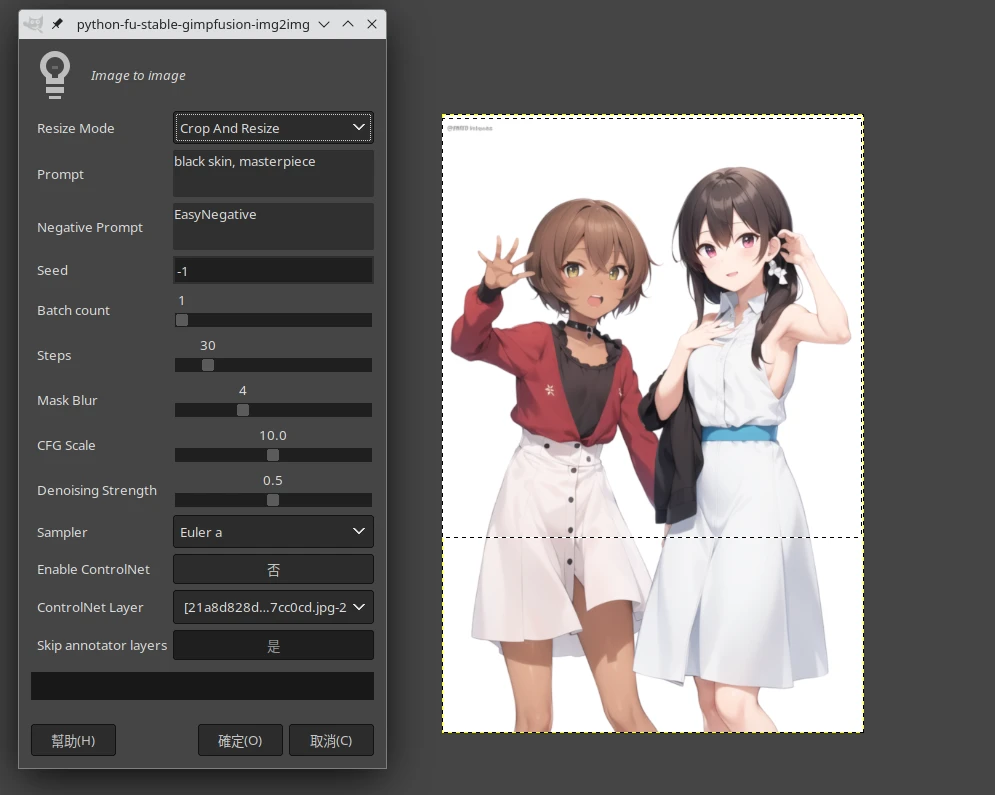 python-fu-stable-gimpfusion-img2img
Image to image
Resize Mode
Crop And Resize
Prompt
black skin, masterpiece
Negative Prompt
EasyNegative
Seed
-1
Batch count
1
Steps
30
Mask Blur
4
CFG Scale
10.0
Denoising Strength
0.5
Sampler
Euler a
Enable ControlNet
否
ControlNet Layer
[21a8d828d...7cc0cd.jpg-2
Skip annotator layers
是
幫助(H)
確定(O)
取消(C)